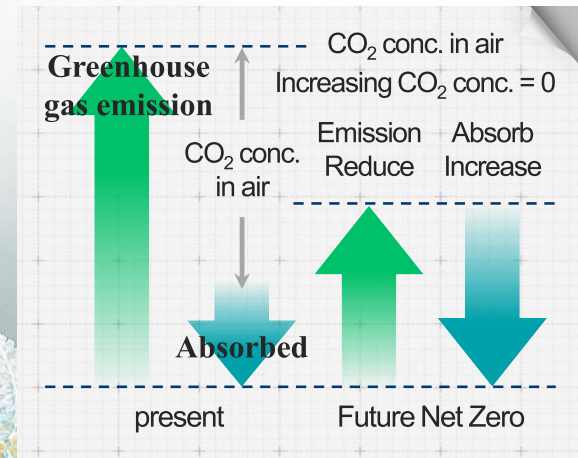 Greenhouse
gas emission
CO₂ conc.
in air
Absorbed
present
CO₂ conc. in air
Increasing CO₂ conc. = 0
Emission
Reduce
Absorb
Increase
Future Net Zero